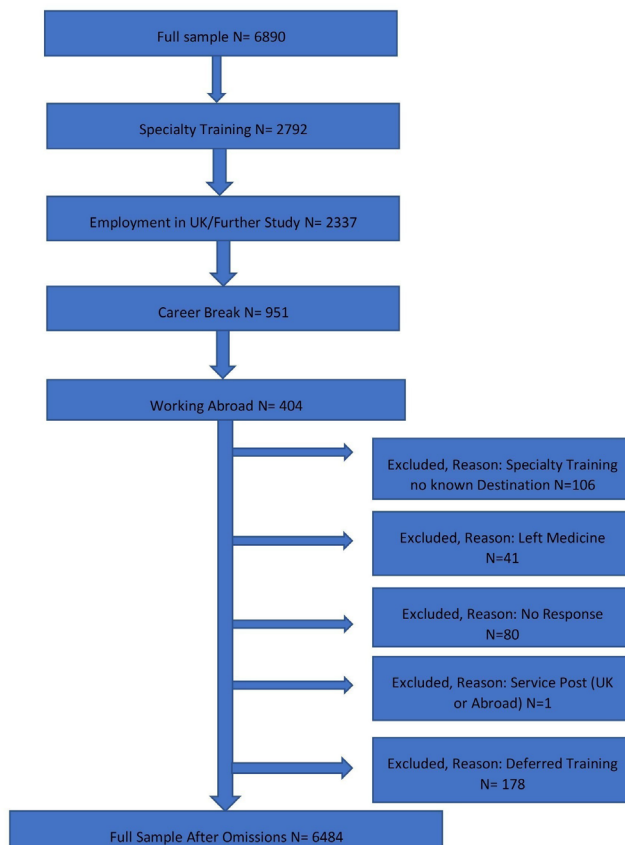 Full sample N= 6890
Specialty Training N= 2792
Employment in UK/Further Study N= 2337
Career Break N= 951
Working Abroad N= 404
Excluded, Reason: Specialty Training
no known Destination N=106
Excluded, Reason: Left Medicine
N=41
Excluded, Reason: No Response
N=80
Excluded, Reason: Service Post (UK
or Abroad) N=1
Excluded, Reason: Deferred Training
N= 178
Full Sample After Omissions N= 6484